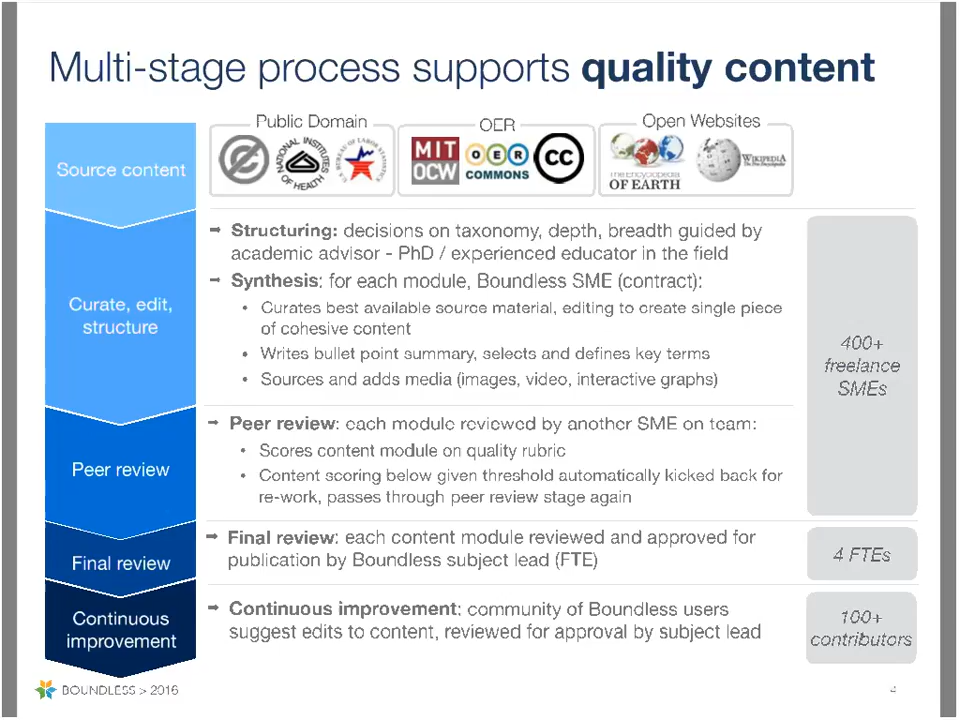 Multi-stage process supports quality content
Source content
Public Domain
OER
Open Websites
NATIONAL INSTITUTES
OF HEALTH
MIT
OCW
OER
COMMONS
CC
THE ENCYCLOPEDIA
OF EARTH
WIKIPEDIA
Curate, edit,
structure
➡ Structuring: decisions on taxonomy, depth, breadth guided by
academic advisor - PhD / experienced educator in the field
➡ Synthesis: for each module, Boundless SME (contract):
• Curates best available source material, editing to create single piece
of cohesive content
• Writes bullet point summary, selects and defines key terms
• Sources and adds media (images, video, interactive graphs)
400+
freelance
SMEs
Peer review
➡ Peer review: each module reviewed by another SME on team:
• Scores content module on quality rubric
• Content scoring below given threshold automatically kicked back for
re-work, passes through peer review stage again
Final review
➡ Final review: each content module reviewed and approved for
publication by Boundless subject lead (FTE)
4 FTEs
Continuous
improvement
➡ Continuous improvement: community of Boundless users
suggest edits to content, reviewed for approval by subject lead
100+
contributors
BOUNDLESS > 2016
4